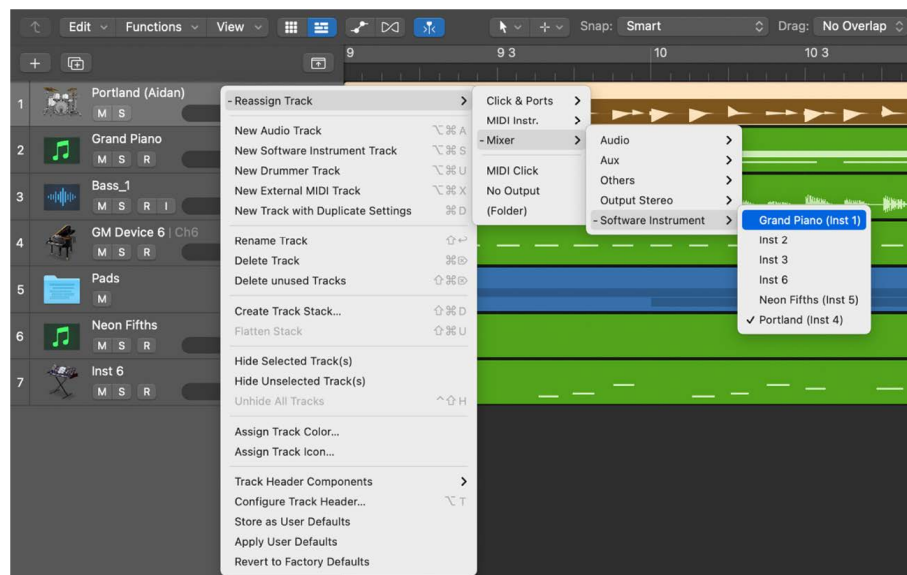 Edit Functions View Snap: Smart Drag: No Overlap
9 9 3 10 10 3
1 Portland (Aidan)
M S
2 Grand Piano
M S R
3 Bass_1
M S R I
4 GM Device 6 | Ch6
M S R
5 Pads
M
6 Neon Fifths
M S R
7 Inst 6
M S R
- Reassign Track
New Audio Track ⌥⌘A
New Software Instrument Track ⌥⌘S
New Drummer Track ⌥⌘U
New External MIDI Track ⌥⌘X
New Track with Duplicate Settings ⌘D
Rename Track ⇧↩
Delete Track ⌘⌫
Delete unused Tracks ⇧⌘⌫
Create Track Stack... ⇧⌘D
Flatten Stack ⇧⌘U
Hide Selected Track(s)
Hide Unselected Track(s)
Unhide All Tracks ^⇧H
Assign Track Color...
Assign Track Icon...
Track Header Components
Configure Track Header... ⌥T
Store as User Defaults
Apply User Defaults
Revert to Factory Defaults
Click & Ports
MIDI Instr.
- Mixer
MIDI Click
No Output
(Folder)
Audio
Aux
Others
Output Stereo
- Software Instrument
Grand Piano (Inst 1)
Inst 2
Inst 3
Inst 6
Neon Fifths (Inst 5)
✓ Portland (Inst 4)